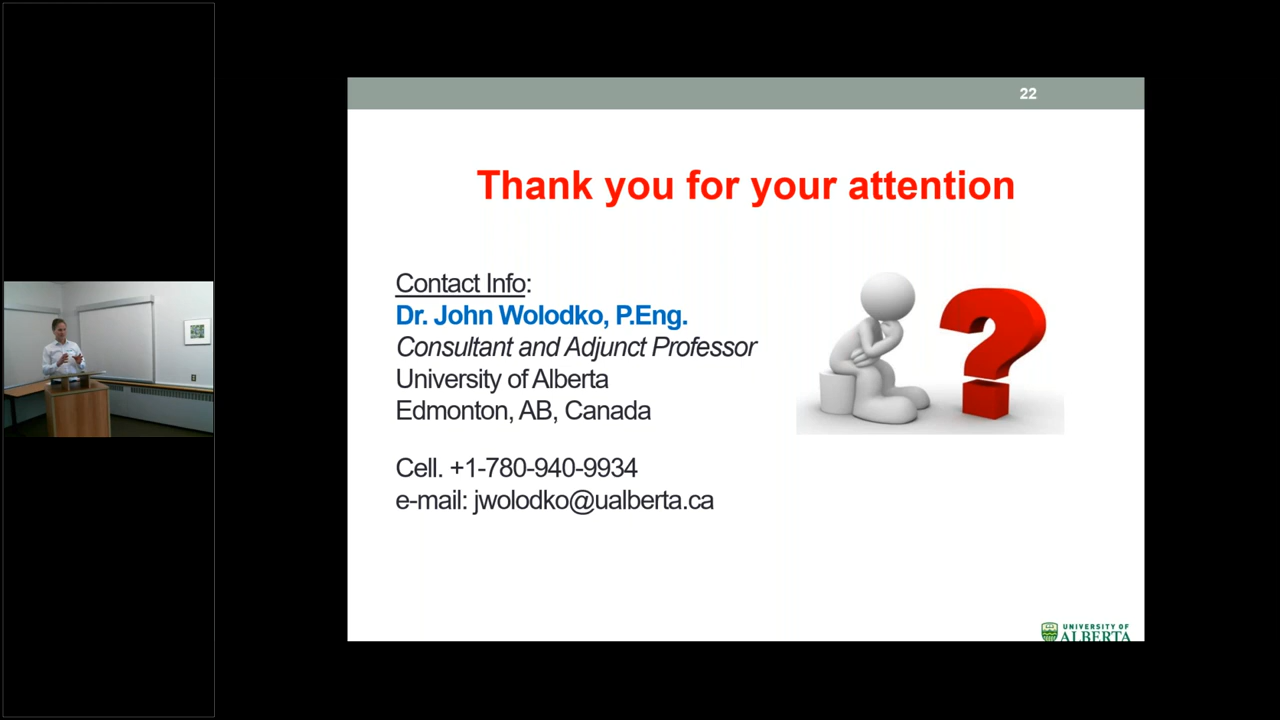 22
Thank you for your attention
Contact Info:
Dr. John Wolodko, P.Eng.
Consultant and Adjunct Professor
University of Alberta
Edmonton, AB, Canada
Cell. +1-780-940-9934
e-mail: jwolodko@ualberta.ca
UNIVERSITY OF
ALBERTA